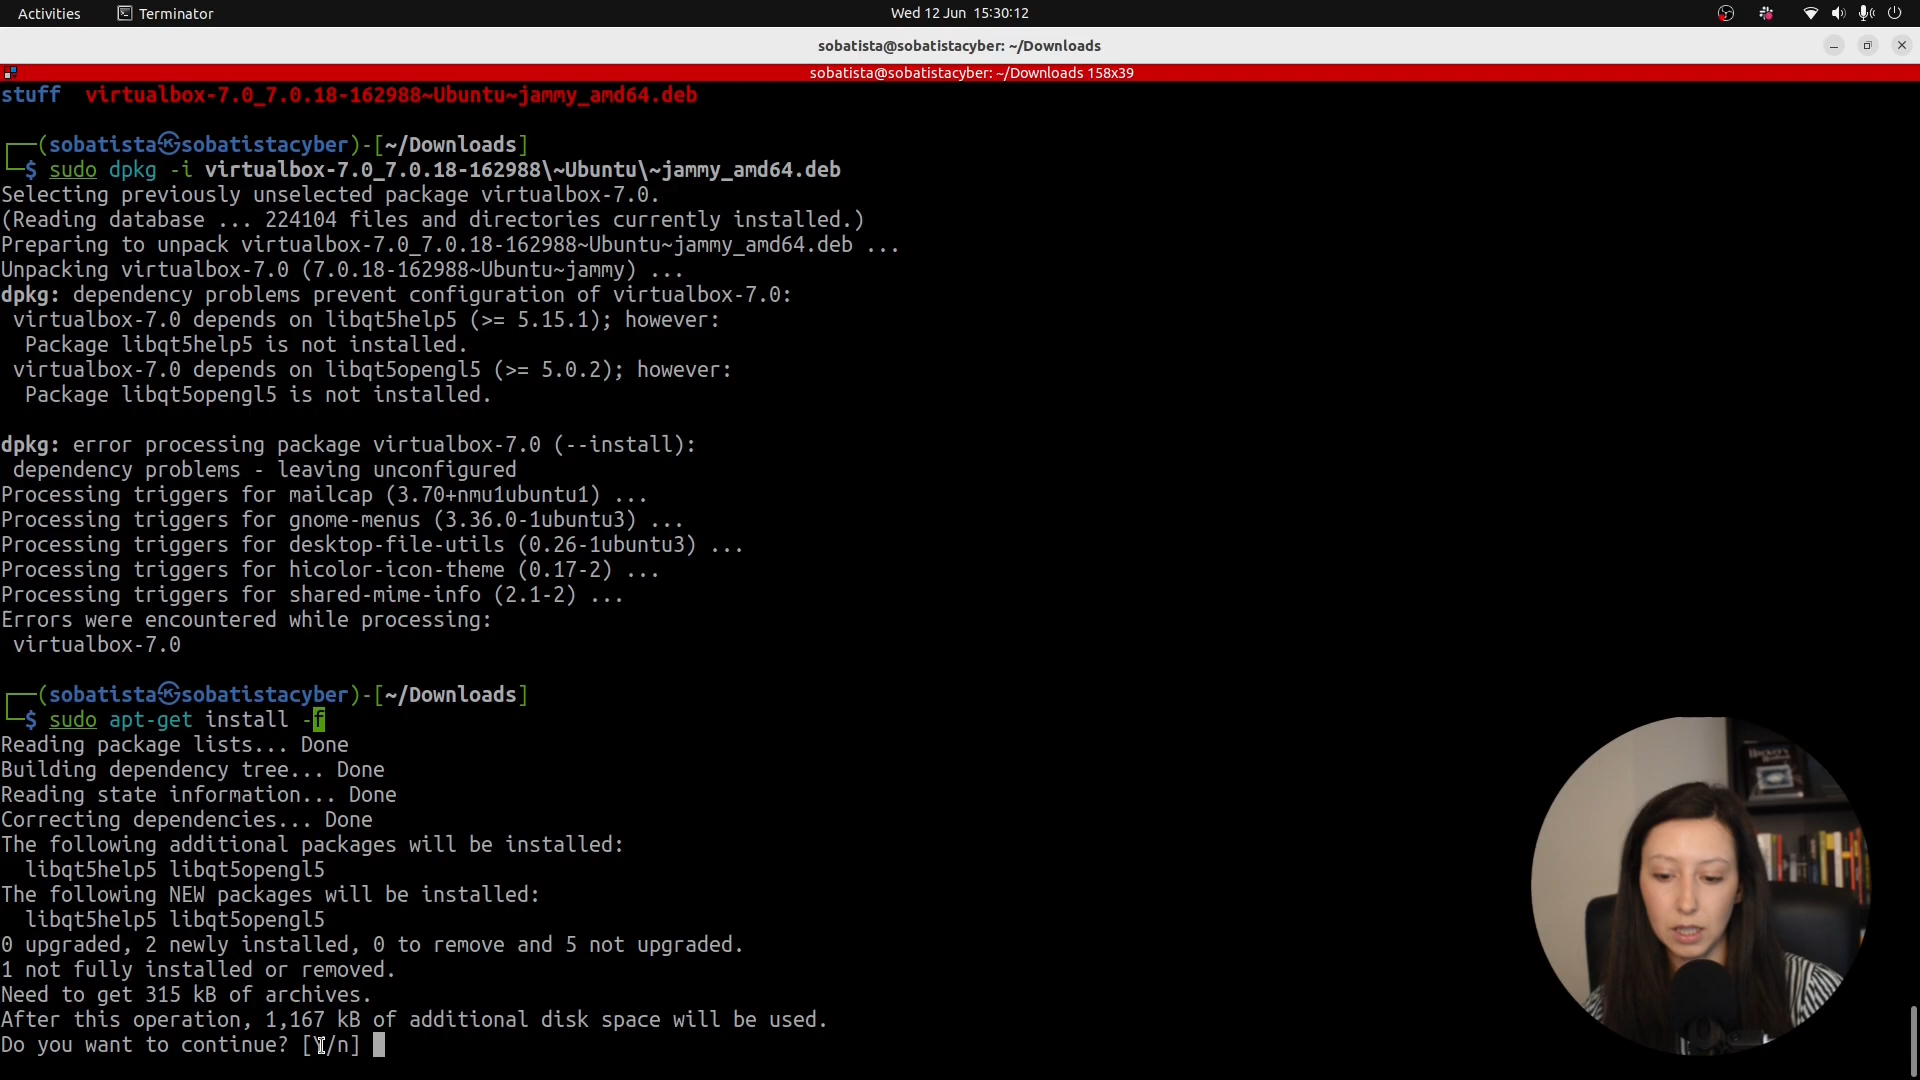 Activities
Terminator
Wed 12 Jun 15:30:12
sobatista@sobatistacyber: ~/Downloads
sobatista@sobatistacyber: ~/Downloads 158x39
stuff virtualbox-7.0_7.0.18-162988~Ubuntu~jammy_amd64.deb
┌──(sobatista㉿sobatistacyber)-[~/Downloads]
└─$ sudo dpkg -i virtualbox-7.0_7.0.18-162988\~Ubuntu\~jammy_amd64.deb
Selecting previously unselected package virtualbox-7.0.
(Reading database ... 224104 files and directories currently installed.)
Preparing to unpack virtualbox-7.0_7.0.18-162988~Ubuntu~jammy_amd64.deb ...
Unpacking virtualbox-7.0 (7.0.18-162988~Ubuntu~jammy) ...
dpkg: dependency problems prevent configuration of virtualbox-7.0:
 virtualbox-7.0 depends on libqt5help5 (>= 5.15.1); however:
  Package libqt5help5 is not installed.
 virtualbox-7.0 depends on libqt5opengl5 (>= 5.0.2); however:
  Package libqt5opengl5 is not installed.
dpkg: error processing package virtualbox-7.0 (--install):
 dependency problems - leaving unconfigured
Processing triggers for mailcap (3.70+nmu1ubuntu1) ...
Processing triggers for gnome-menus (3.36.0-1ubuntu3) ...
Processing triggers for desktop-file-utils (0.26-1ubuntu3) ...
Processing triggers for hicolor-icon-theme (0.17-2) ...
Processing triggers for shared-mime-info (2.1-2) ...
Errors were encountered while processing:
 virtualbox-7.0
┌──(sobatista㉿sobatistacyber)-[~/Downloads]
└─$ sudo apt-get install -f
Reading package lists... Done
Building dependency tree... Done
Reading state information... Done
Correcting dependencies... Done
The following additional packages will be installed:
  libqt5help5 libqt5opengl5
The following NEW packages will be installed:
  libqt5help5 libqt5opengl5
0 upgraded, 2 newly installed, 0 to remove and 5 not upgraded.
1 not fully installed or removed.
Need to get 315 kB of archives.
After this operation, 1,167 kB of additional disk space will be used.
Do you want to continue? [Y/n]